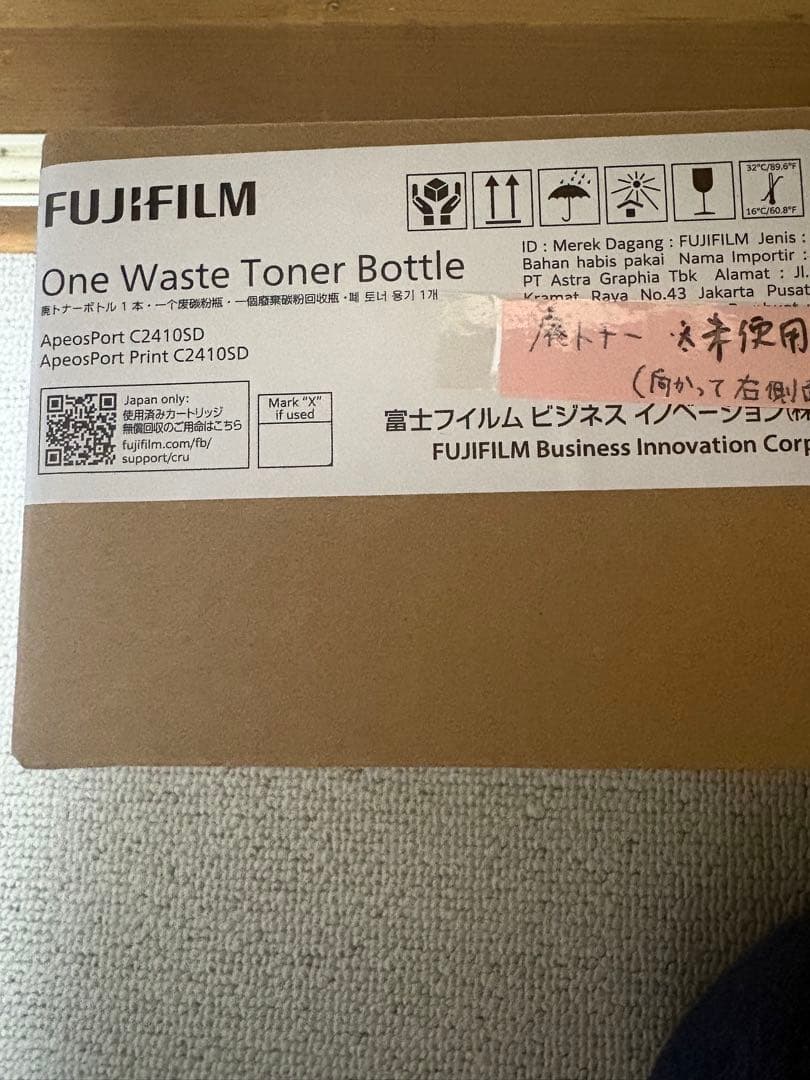 FUJIFILM
32°C/89.6°F
16°C/60.8°F
One Waste Toner Bottle
廃トナーボトル 1 本・一个废碳粉瓶・一個廢棄碳粉回收瓶・폐 토너 용기 1개
ApeosPort C2410SD
ApeosPort Print C2410SD
ID : Merek Dagang : FUJIFILM Jenis :
Bahan habis pakai Nama Importir :
PT Astra Graphia Tbk Alamat : Jl.
Kramat Raya No.43 Jakarta Pusat
廃トナー ※未使用
(向かって右側
Japan only:
使用済みカートリッジ
無償回収のご用命はこちら
fujifilm.com/fb/
support/cru
Mark "X"
if used
富士フイルム ビジネス イノベーション(株
FUJIFILM Business Innovation Corp